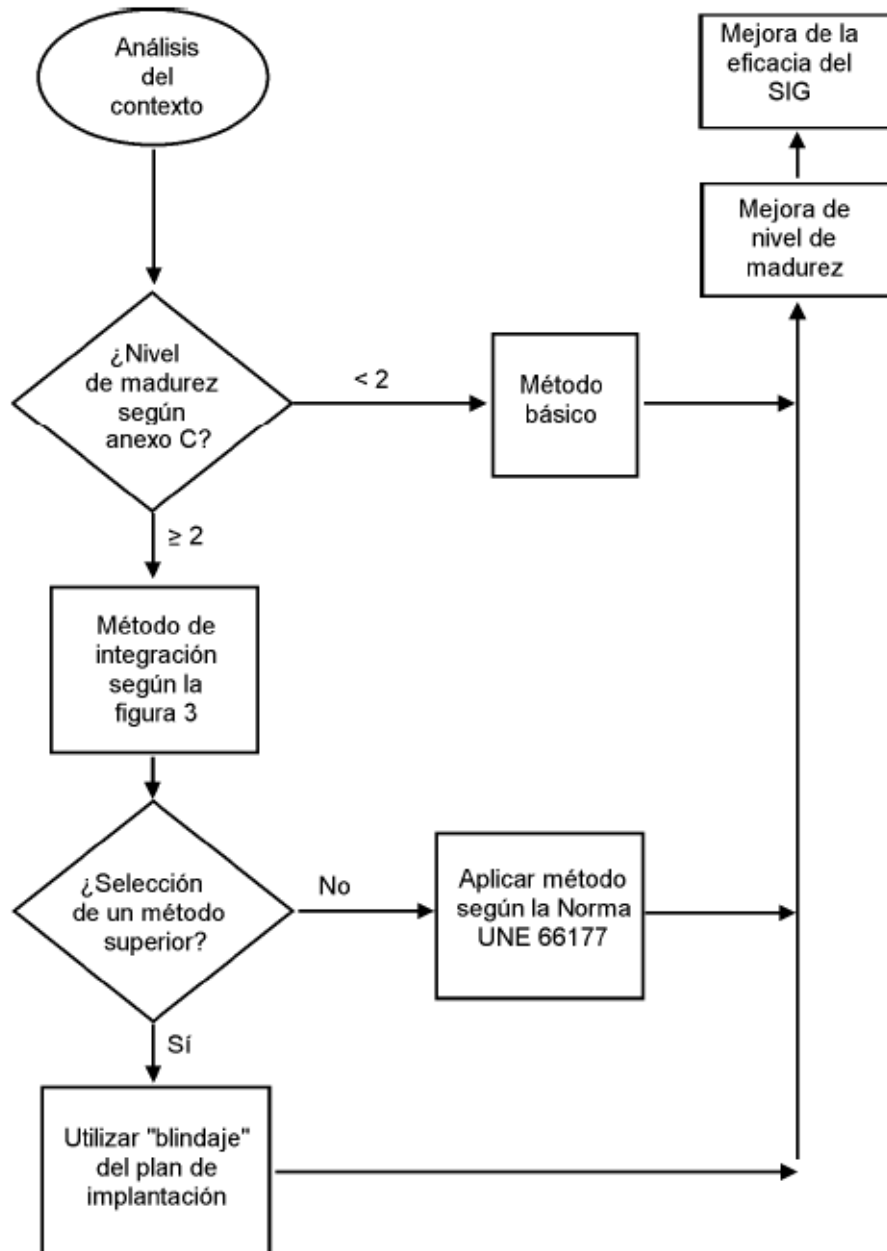 Análisis
del
contexto
Mejora de la
eficacia del
SIG
Mejora de
nivel de
madurez
¿Nivel
de madurez
según
anexo C?
< 2
Método
básico
≥ 2
Método de
integración
según la
figura 3
¿Selección
de un método
superior?
No
Aplicar método
según la Norma
UNE 66177
Sí
Utilizar "blindaje"
del plan de
implantación